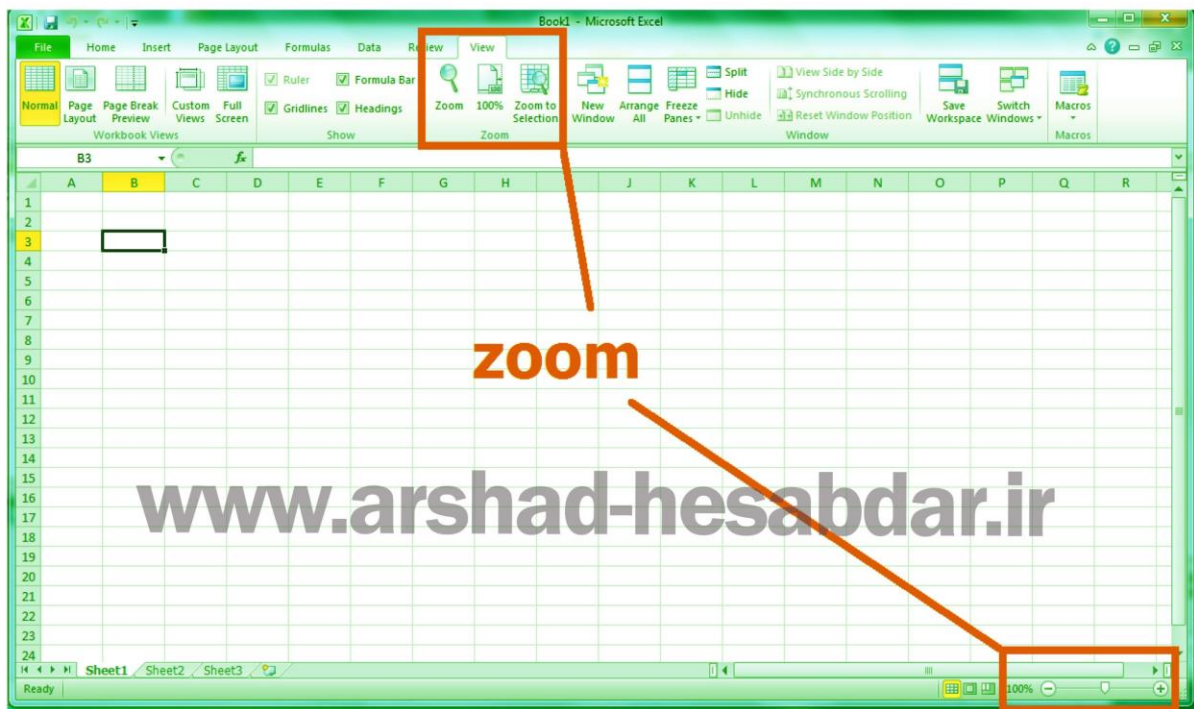 Book1 - Microsoft Excel
File Home Insert Page Layout Formulas Data Review View
Normal Page Layout Page Break Preview Custom Views Full Screen
Workbook Views
Ruler Formula Bar
Gridlines Headings
Show
Zoom 100% Zoom to Selection
Zoom
New Window Arrange All Freeze Panes
Split
Hide
Unhide
View Side by Side
Synchronous Scrolling
Reset Window Position
Save Workspace Switch Windows
Window
Macros
Macros
B3 fx
A B C D E F G H J K L M N O P Q R
1
2
3
4
5
6
7
8
9
10
11
12
13
14
15
16
17
18
19
20
21
22
23
24
zoom
www.arshad-hesabdar.ir
Sheet1 Sheet2 Sheet3
Ready 100%